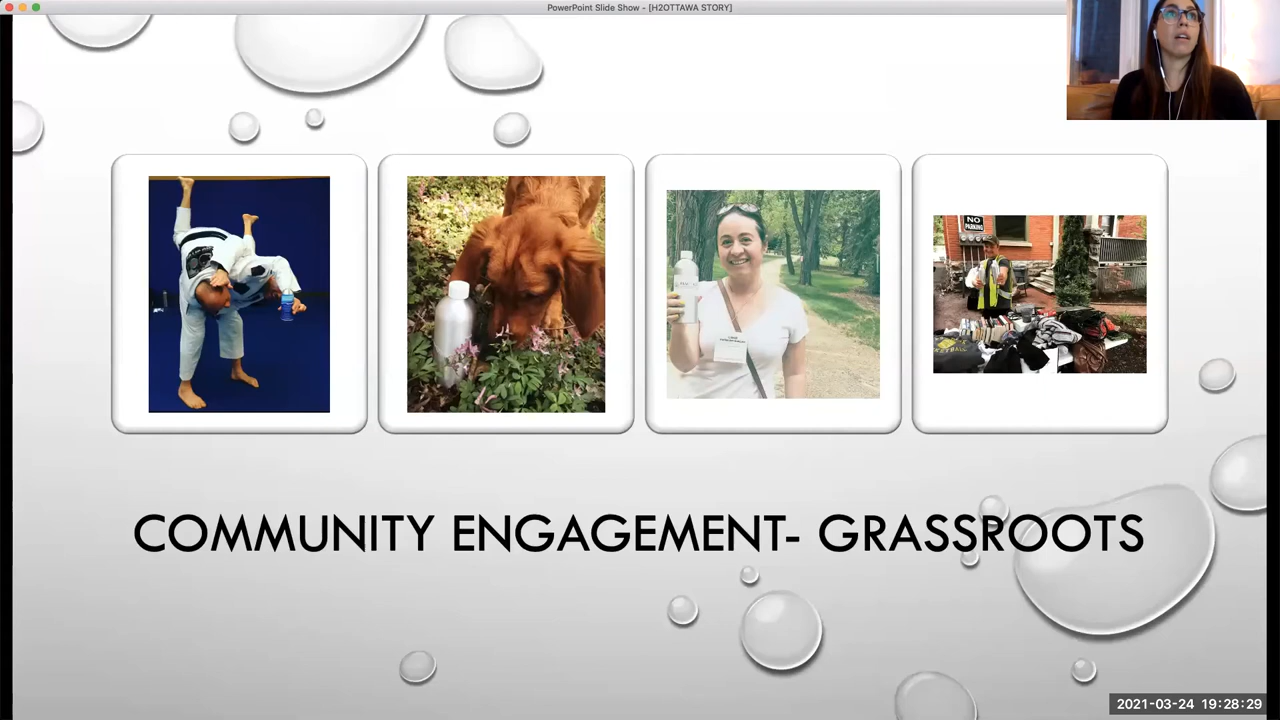 PowerPoint Slide Show - [H2OTTAWA STORY]
NO
PARKING
COMMUNITY ENGAGEMENT- GRASSROOTS
2021-03-24 19:28:29